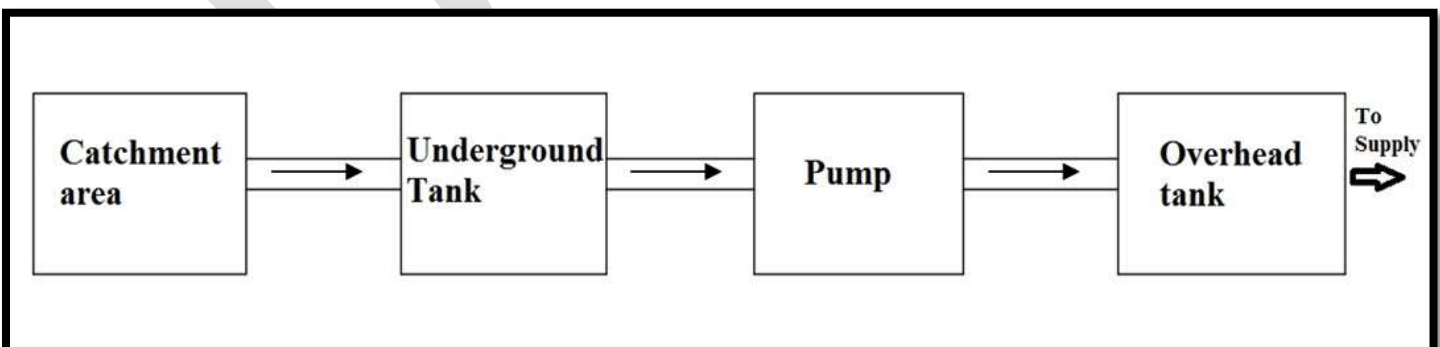 Catchment
area
Underground
Tank
Pump
Overhead
tank
To
Supply